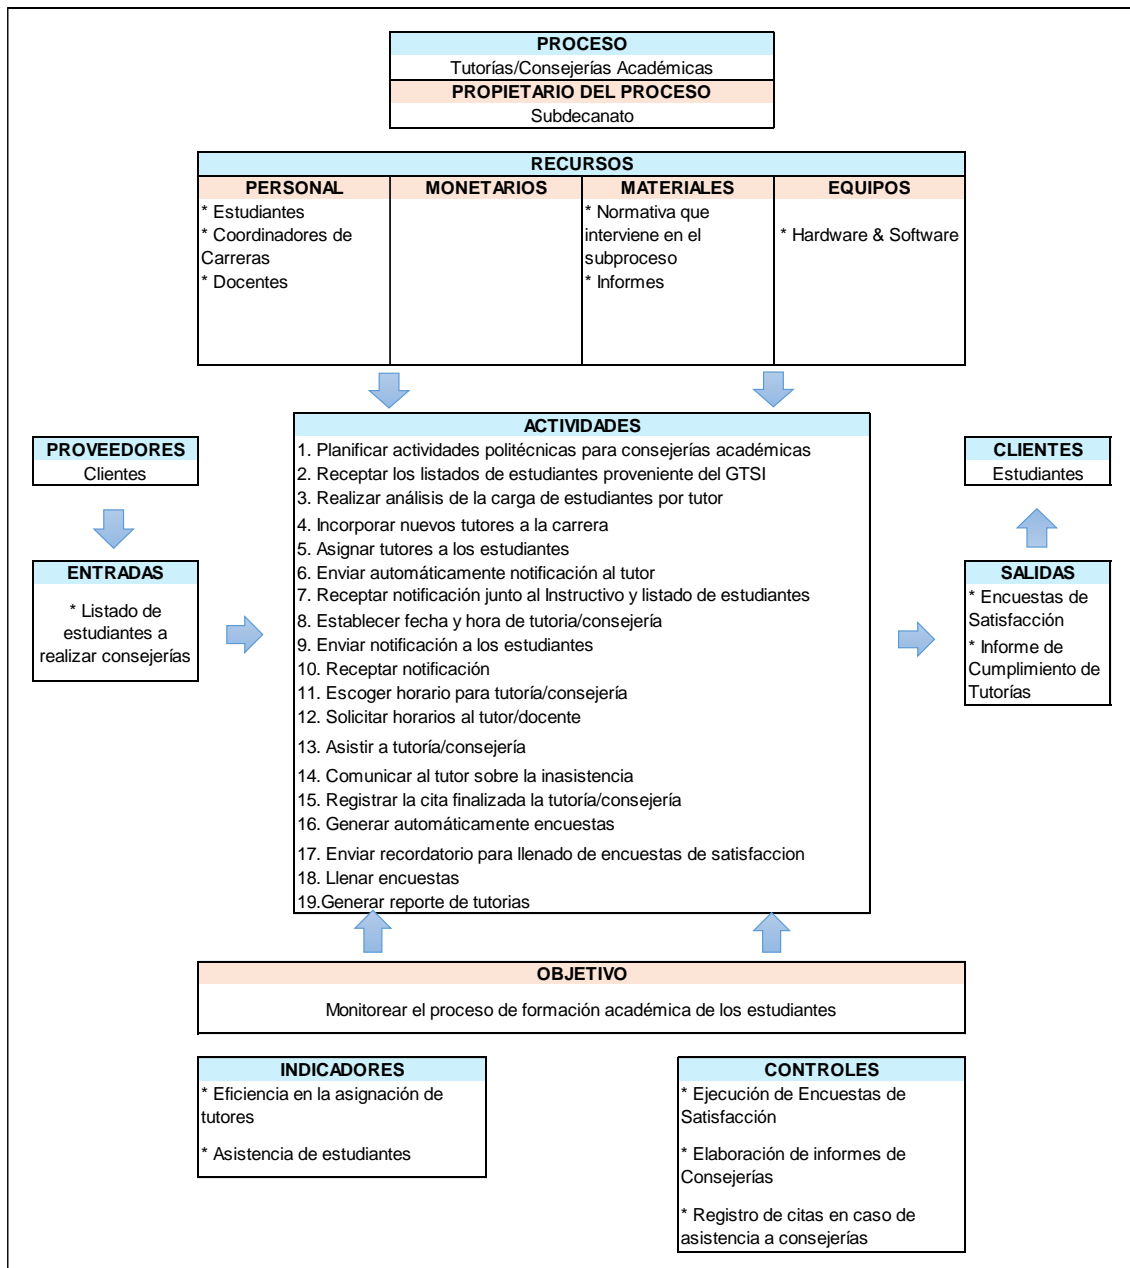 PROCESO
Tutorías/Consejerías Académicas
PROPIETARIO DEL PROCESO
Subdecanato
RECURSOS
PERSONAL
* Estudiantes
* Coordinadores de
Carreras
* Docentes
MONETARIOS
MATERIALES
* Normativa que
interviene en el
subproceso
* Informes
EQUIPOS
* Hardware & Software
PROVEEDORES
Clientes
ENTRADAS
* Listado de
estudiantes a
realizar consejerías
ACTIVIDADES
1. Planificar actividades politécnicas para consejerías académicas
2. Receptar los listados de estudiantes proveniente del GTSI
3. Realizar análisis de la carga de estudiantes por tutor
4. Incorporar nuevos tutores a la carrera
5. Asignar tutores a los estudiantes
6. Enviar automáticamente notificación al tutor
7. Receptar notificación junto al Instructivo y listado de estudiantes
8. Establecer fecha y hora de tutoria/consejería
9. Enviar notificación a los estudiantes
10. Receptar notificación
11. Escoger horario para tutoría/consejería
12. Solicitar horarios al tutor/docente
13. Asistir a tutoría/consejería
14. Comunicar al tutor sobre la inasistencia
15. Registrar la cita finalizada la tutoría/consejería
16. Generar automáticamente encuestas
17. Enviar recordatorio para llenado de encuestas de satisfaccion
18. Llenar encuestas
19.Generar reporte de tutorias
CLIENTES
Estudiantes
SALIDAS
* Encuestas de
Satisfacción
* Informe de
Cumplimiento de
Tutorías
OBJETIVO
Monitorear el proceso de formación académica de los estudiantes
INDICADORES
* Eficiencia en la asignación de
tutores
* Asistencia de estudiantes
CONTROLES
* Ejecución de Encuestas de
Satisfacción
* Elaboración de informes de
Consejerías
* Registro de citas en caso de
asistencia a consejerías